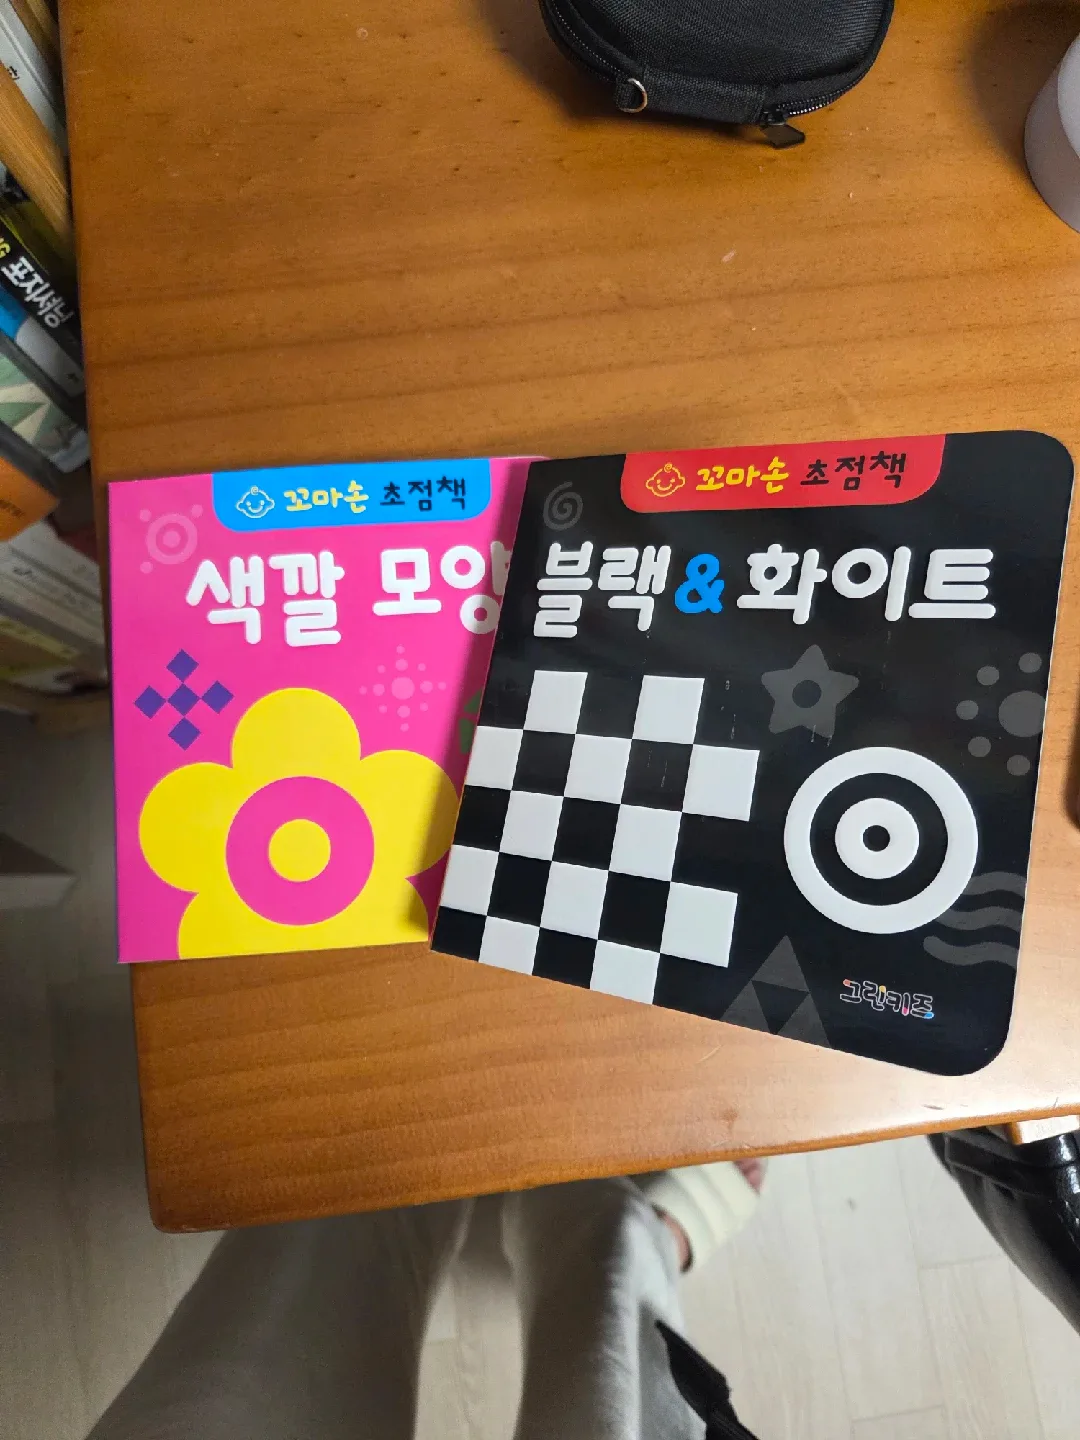 꼬마손 초점책
색깔 모양
꼬마손 초점책
블랙&화이트
그린키즈